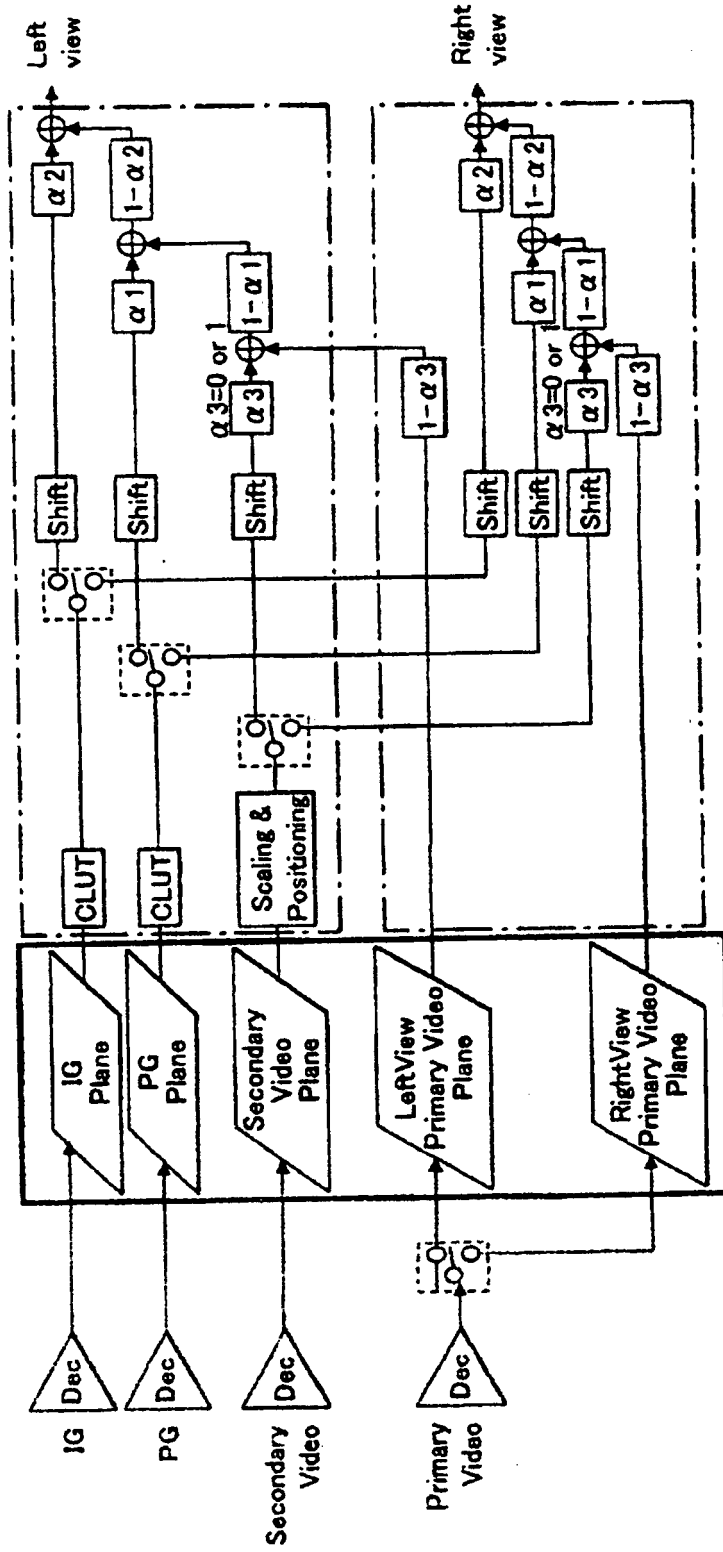 IG
Dec
IG
Plane
CLUT
Shift
α2
Left
view
1-α2
PG
Dec
PG
Plane
CLUT
Shift
α1
1-α1
Secondary
Video
Dec
Secondary
Video
Plane
Scaling &
Positioning
Shift
α3=0 or 1
α3
1-α3
Primary
Video
Dec
LeftView
Primary Video
Plane
RightView
Primary Video
Plane
Shift
α2
Right
view
1-α2
Shift
α1
1-α1
Shift
α3=0 or 1
α3
1-α3